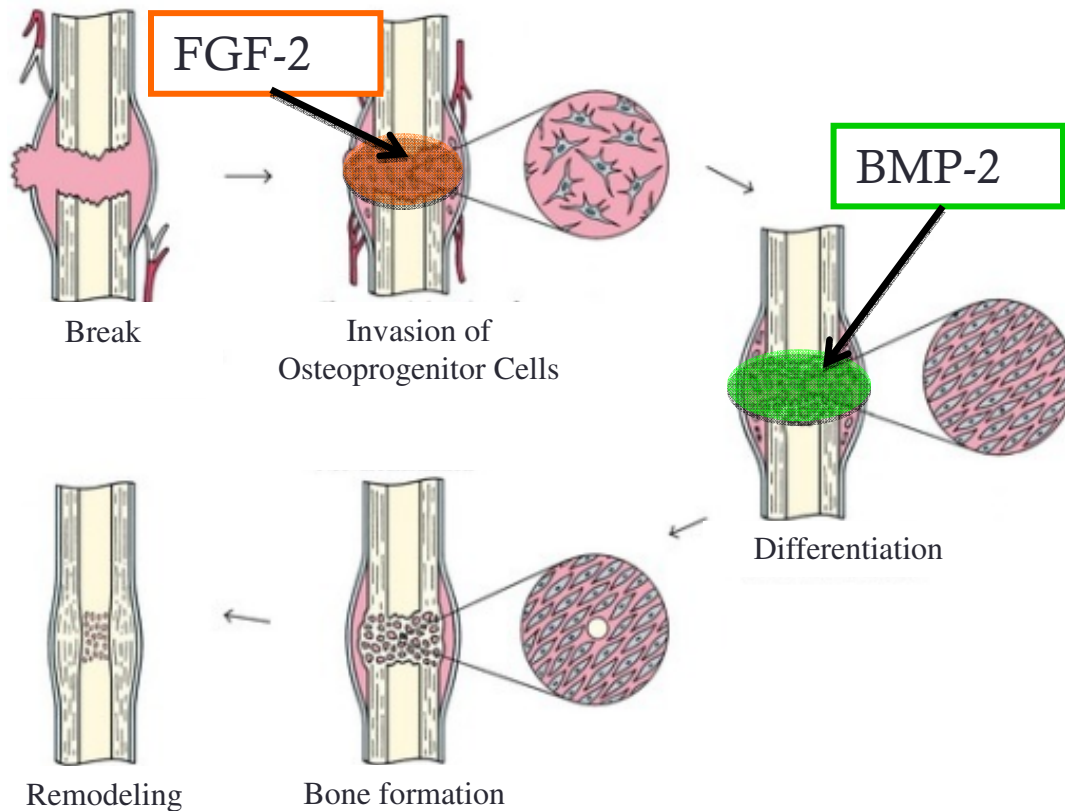 FGF-2
BMP-2
Break
Invasion of
Osteoprogenitor Cells
Differentiation
Remodeling
Bone formation